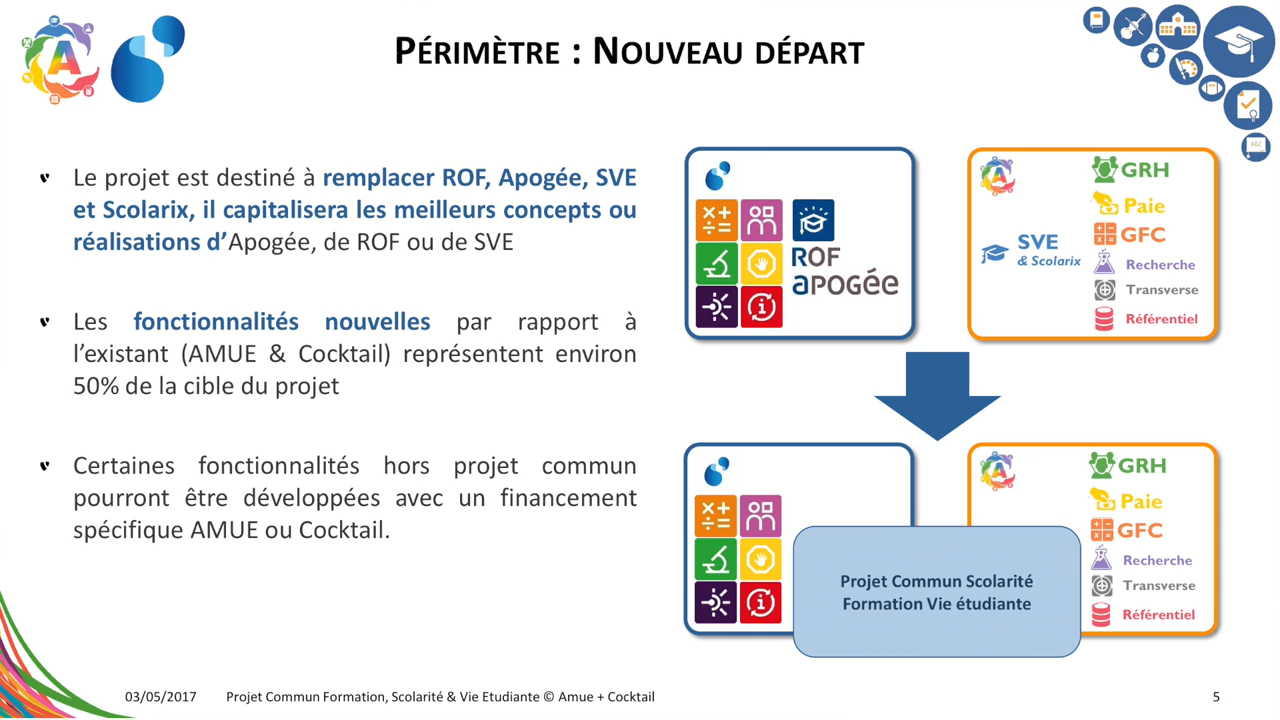 PÉRIMÈTRE : NOUVEAU DÉPART
Le projet est destiné à remplacer ROF, Apogée, SVE
et Scolarix, il capitalisera les meilleurs concepts ou
réalisations d’Apogée, de ROF ou de SVE
Les fonctionnalités nouvelles par rapport à
l’existant (AMUE & Cocktail) représentent environ
50% de la cible du projet
Certaines fonctionnalités hors projet commun
pourront être développées avec un financement
spécifique AMUE ou Cocktail.
A
ABC
ROF
aPOGée
SVE
& Scolarix
GRH
Paie
GFC
Recherche
Transverse
Référentiel
GRH
Paie
GFC
Recherche
Transverse
Référentiel
Projet Commun Scolarité
Formation Vie étudiante
03/05/2017 Projet Commun Formation, Scolarité & Vie Etudiante © Amue + Cocktail 5